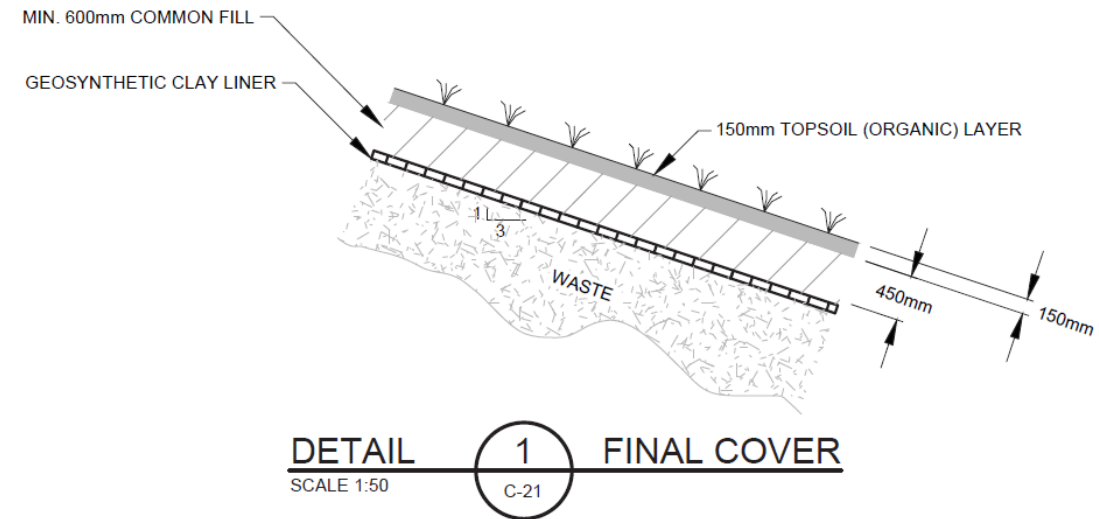 MIN. 600mm COMMON FILL
GEOSYNTHETIC CLAY LINER
150mm TOPSOIL (ORGANIC) LAYER
1
3
WASTE
450mm
150mm
DETAIL 1 FINAL COVER
SCALE 1:50 C-21